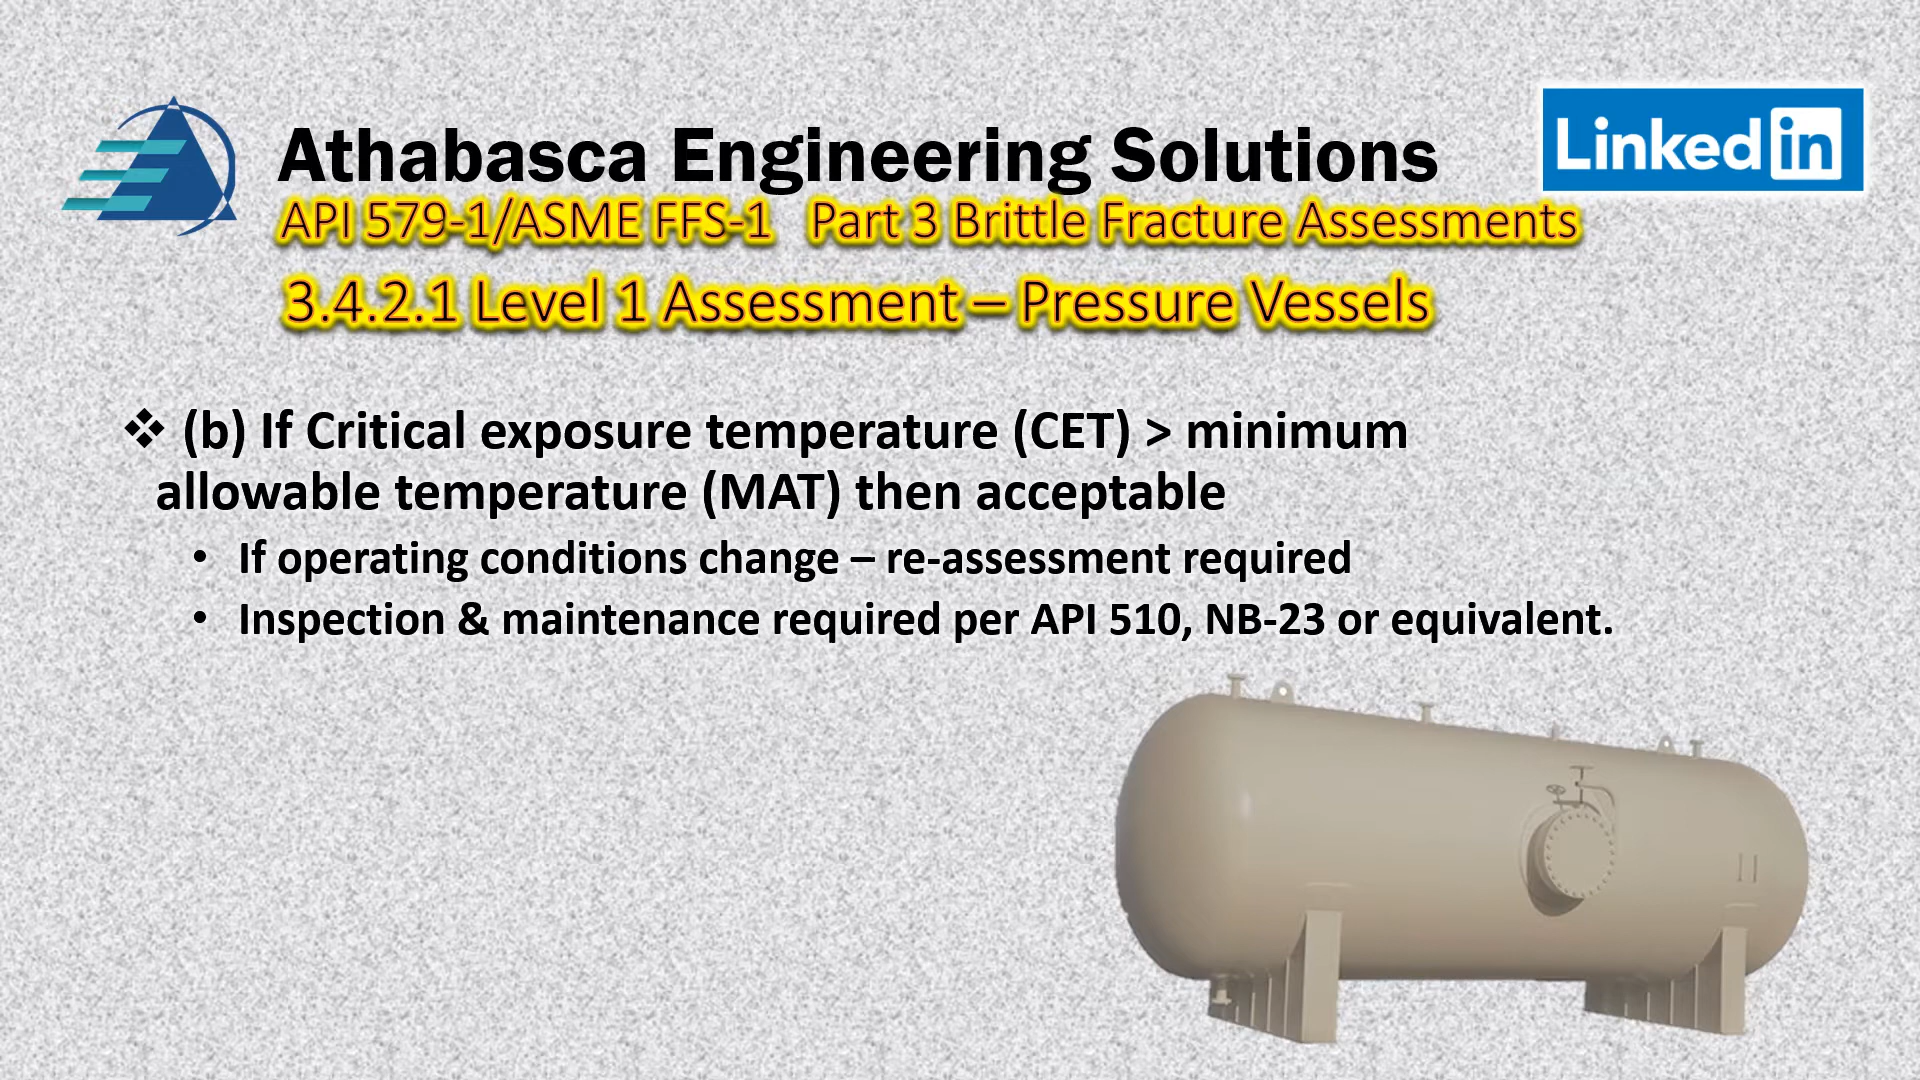 Athabasca Engineering Solutions
Linked in
API 579-1/ASME FFS-1 Part 3 Brittle Fracture Assessments
3.4.2.1 Level 1 Assessment – Pressure Vessels
❖ (b) If Critical exposure temperature (CET) > minimum
allowable temperature (MAT) then acceptable
• If operating conditions change – re-assessment required
• Inspection & maintenance required per API 510, NB-23 or equivalent.